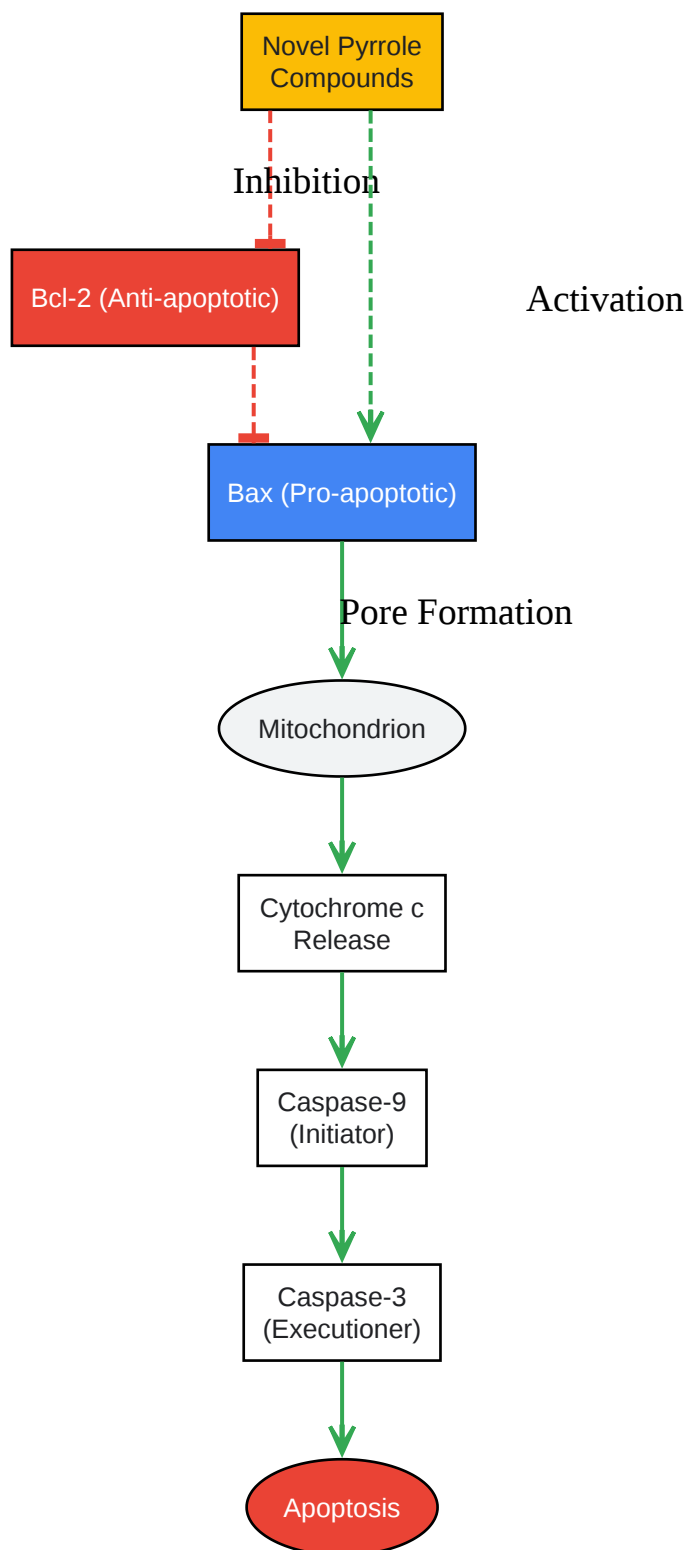 Novel Pyrrole
Compounds
Inhibition
Bcl-2 (Anti-apoptotic)
Activation
Bax (Pro-apoptotic)
Pore Formation
Mitochondrion
Cytochrome c
Release
Caspase-9
(Initiator)
Caspase-3
(Executioner)
Apoptosis